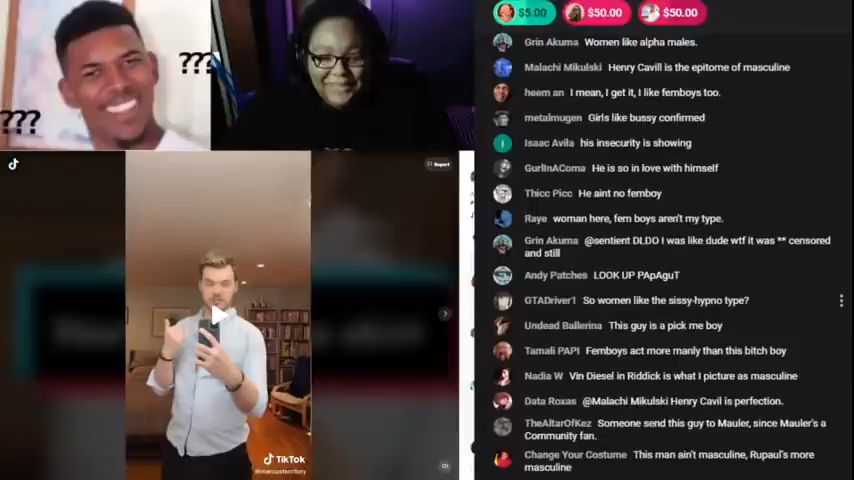 $5.00
$50.00
$50.00
???
???
Grin Akuma Women like alpha males.
Malachi Mikulski Henry Cavill is the epitome of masculine
heem an I mean, I get it, I like femboys too.
metalmugen Girls like bussy confirmed
I
Isaac Avila his insecurity is showing
GurlInAComa He is so in love with himself
Thicc Picc He aint no femboy
Raye woman here, fem boys aren't my type.
Grin Akuma @sentient DLDO I was like dude wtf it was ** censored
and still
Andy Patches LOOK UP PApAguT
GTADriver1 So women like the sissy-hypno type?
Undead Ballerina This guy is a pick me boy
Tamali PAPI Femboys act more manly than this bitch boy
Nadia W Vin Diesel in Riddick is what I picture as masculine
Data Roxas @Malachi Mikulski Henry Cavil is perfection.
TheAltarOfKez Someone send this guy to Mauler, since Mauler's a
Community fan.
Change Your Costume This man ain't masculine, Rupaul's more
masculine
Report
TikTok
@marcusterritory